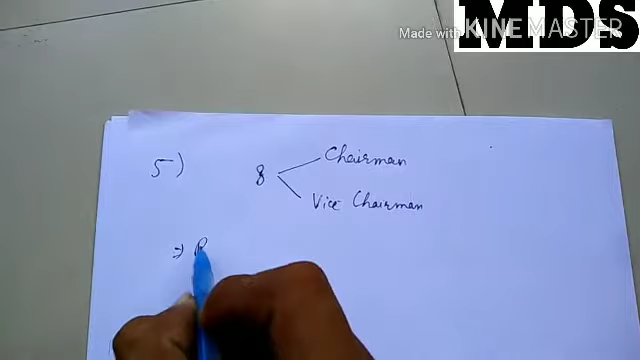 MDS
Made with KINEMASTER
5) 8 Chairman
Vice Chairman
⇒ P